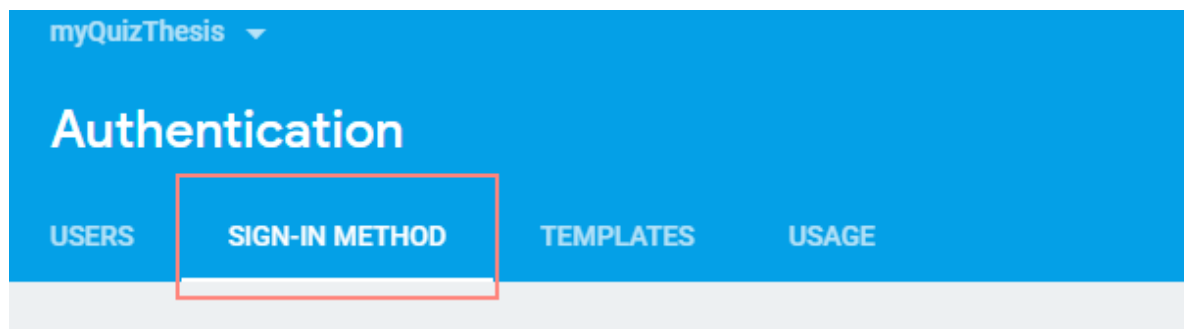 myQuizThesis
Authentication
USERS SIGN-IN METHOD TEMPLATES USAGE